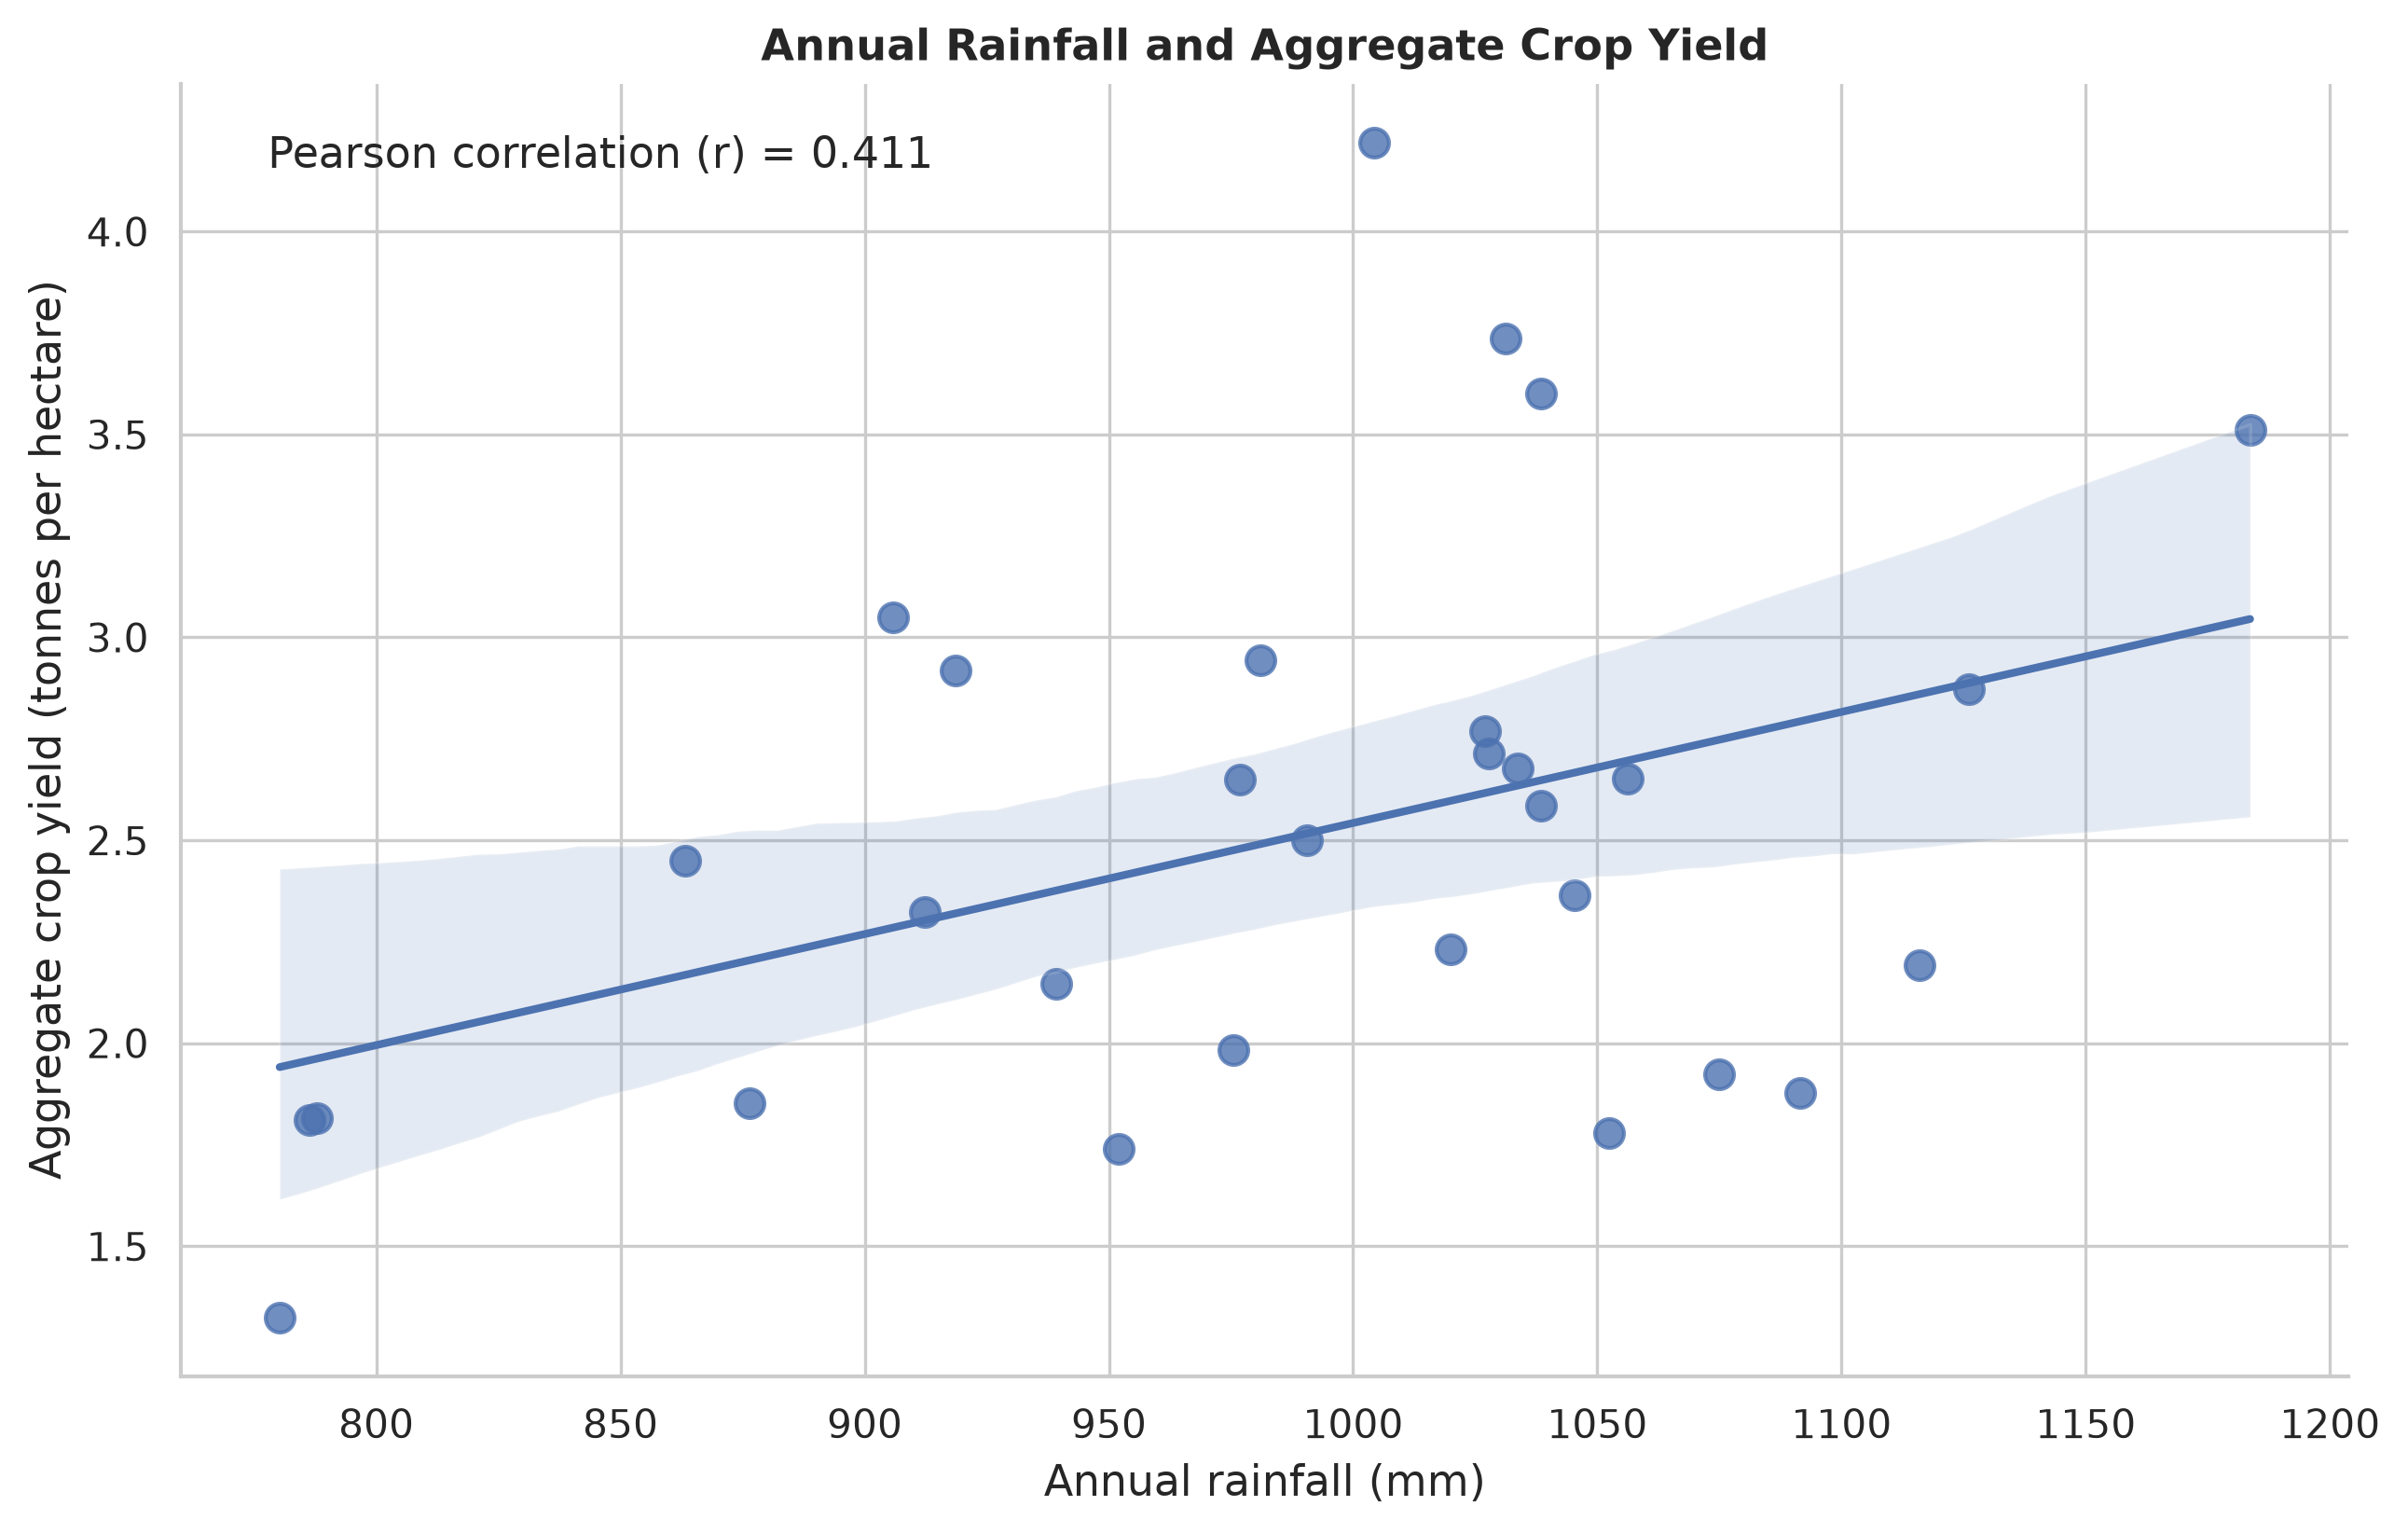 Annual Rainfall and Aggregate Crop Yield
Pearson correlation (r) = 0.411
Aggregate crop yield (tonnes per hectare)
4.0
3.5
3.0
2.5
2.0
1.5
800 850 900 950 1000 1050 1100 1150 1200
Annual rainfall (mm)